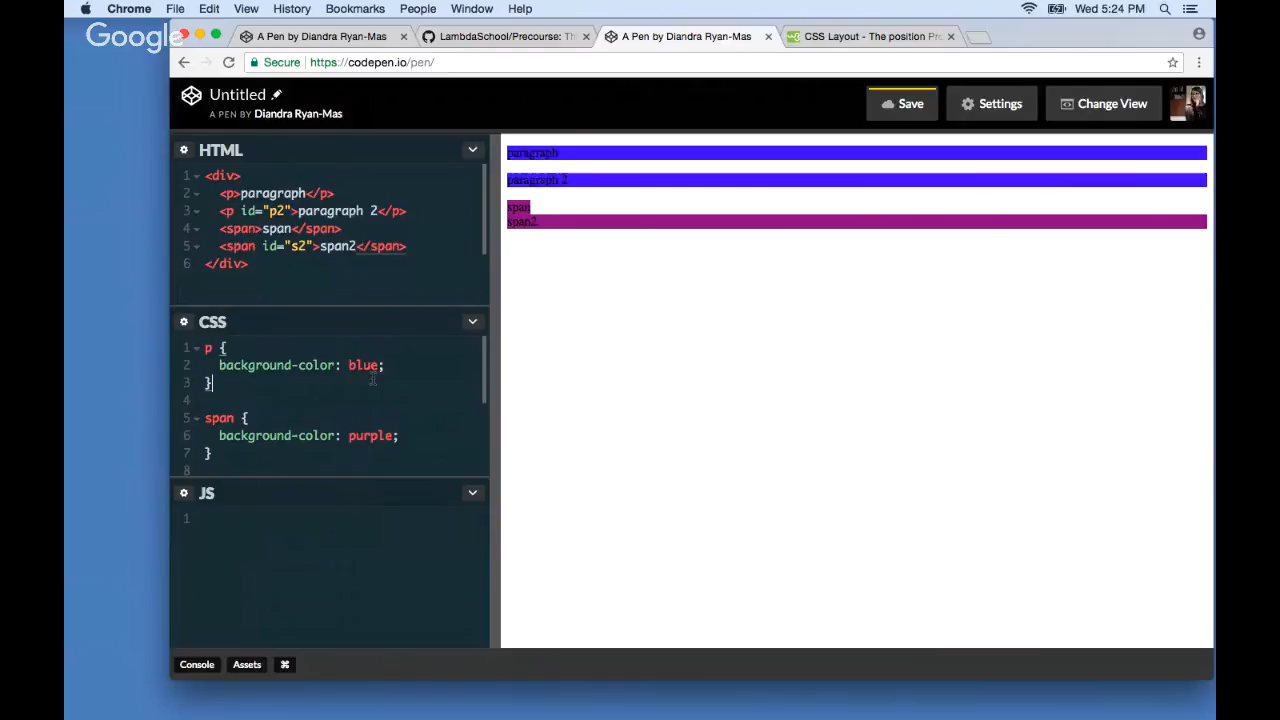 Chrome File Edit View History Bookmarks People Window Help Wed 5:24 PM
Google
A Pen by Diandra Ryan-Mas LambdaSchool/Precourse: Th A Pen by Diandra Ryan-Mas CSS Layout - The position Pr
Secure https://codepen.io/pen/
Untitled
A PEN BY Diandra Ryan-Mas
Save Settings Change View
HTML
1 <div>
2 <p>paragraph</p>
3 <p id="p2">paragraph 2</p>
4 <span>span</span>
5 <span id="s2">span2</span>
6 </div>
CSS
1 p {
2 background-color: blue;
3 }
4
5 span {
6 background-color: purple;
7 }
8
JS
1
paragraph
paragraph 2
span
span2
Console Assets ⌘